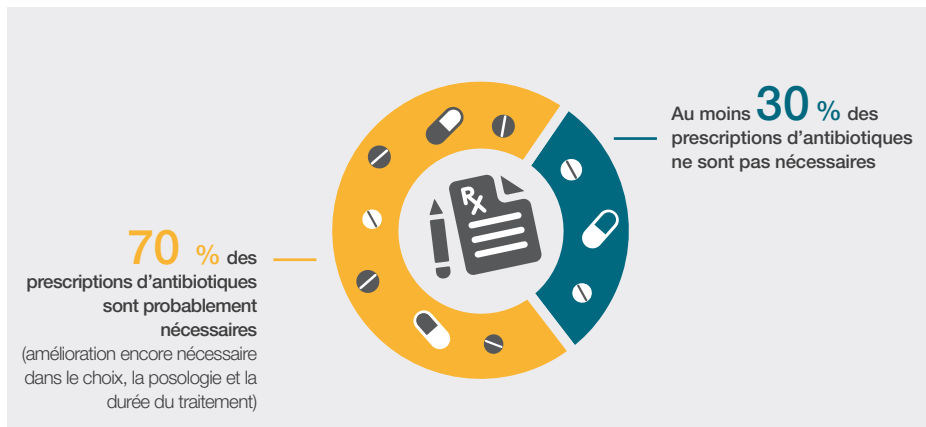 Au moins 30 % des
prescriptions d’antibiotiques
ne sont pas nécessaires
Rx
70 % des
prescriptions d’antibiotiques
sont probablement
nécessaires
(amélioration encore nécessaire
dans le choix, la posologie et la
durée du traitement)